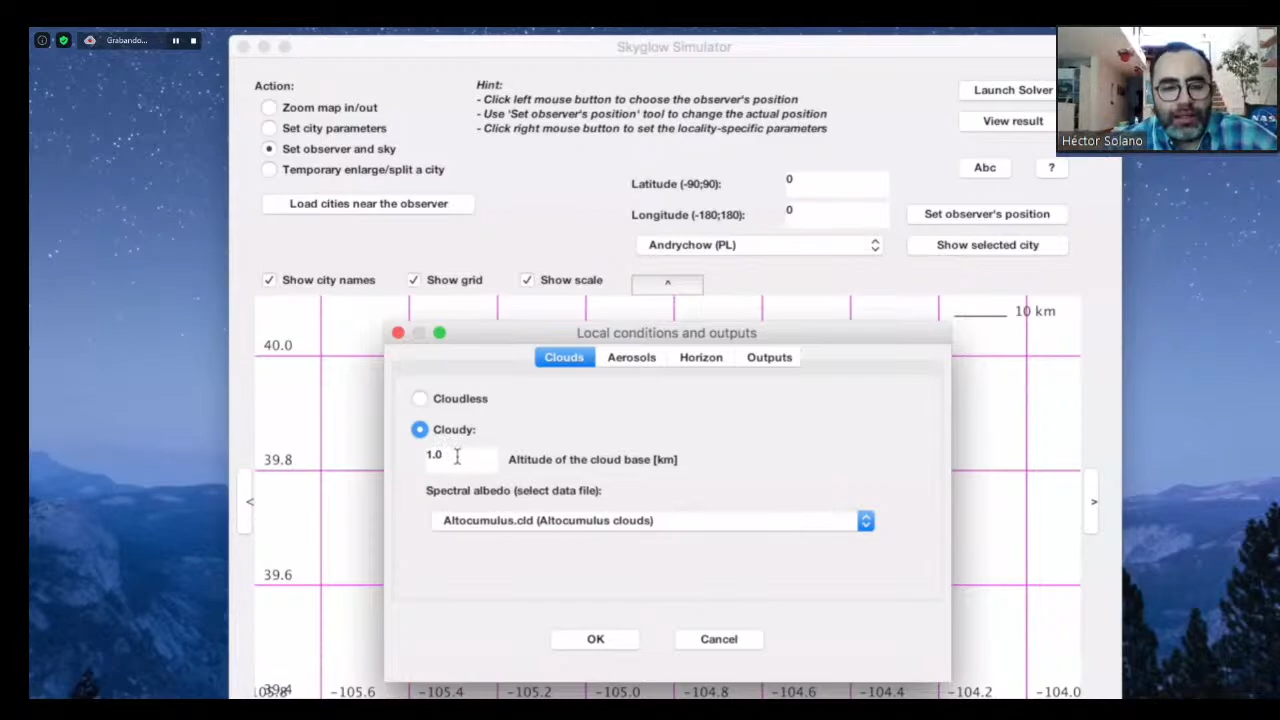 Grabando...
Skyglow Simulator
Héctor Solano
Action:
Zoom map in/out
Set city parameters
Set observer and sky
Temporary enlarge/split a city
Load cities near the observer
Hint:
- Click left mouse button to choose the observer's position
- Use 'Set observer's position' tool to change the actual position
- Click right mouse button to set the locality-specific parameters
Launch Solver
View result
Abc
?
Latitude (-90;90):
0
Longitude (-180;180):
0
Set observer's position
Andrychow (PL)
Show selected city
Show city names
Show grid
Show scale
^
10 km
40.0
39.8
39.6
39.4
<
>
Local conditions and outputs
Clouds
Aerosols
Horizon
Outputs
Cloudless
Cloudy:
1.0
Altitude of the cloud base [km]
Spectral albedo (select data file):
Altocumulus.cld (Altocumulus clouds)
OK
Cancel
-105.6
-105.4
-105.2
-105.0
-104.8
-104.6
-104.4
-104.2
-104.0